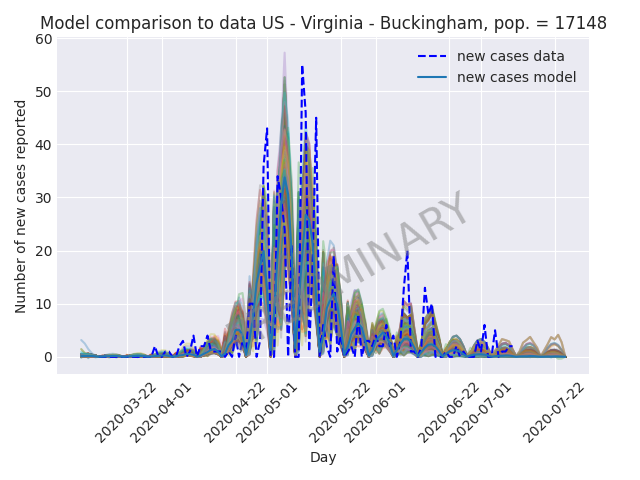 Model comparison to data US - Virginia - Buckingham, pop. = 17148
new cases data
new cases model
Number of new cases reported
60
50
40
30
20
10
0
MINARY
2020-03-22
2020-04-01
2020-04-22
2020-05-01
2020-05-22
2020-06-01
2020-06-22
2020-07-01
2020-07-22
Day